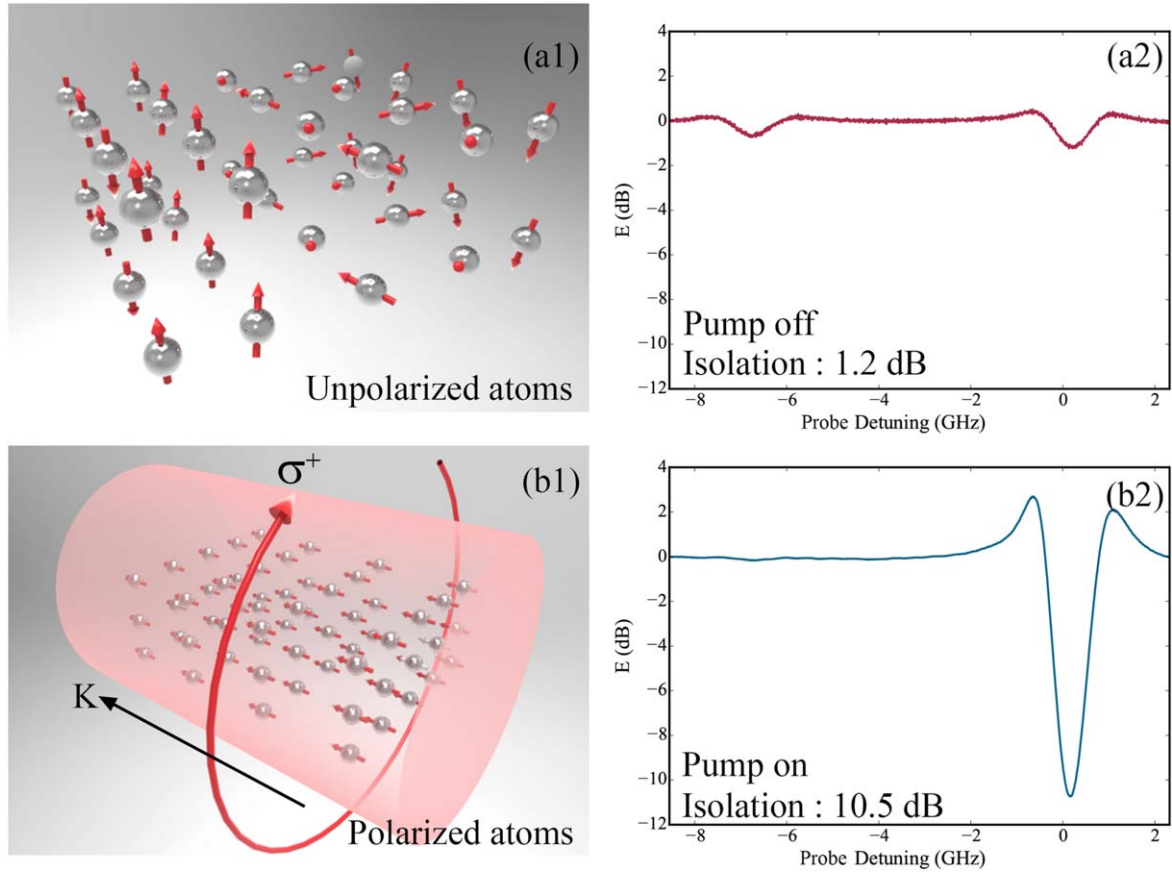 (a1)
Unpolarized atoms
(a2)
4
2
0
−2
−4
−6
−8
−10
−12
E (dB)
Pump off
Isolation : 1.2 dB
−8 −6 −4 −2 0 2
Probe Detuning (GHz)
σ+
(b1)
K
Polarized atoms
(b2)
4
2
0
−2
−4
−6
−8
−10
−12
E (dB)
Pump on
Isolation : 10.5 dB
−8 −6 −4 −2 0 2
Probe Detuning (GHz)